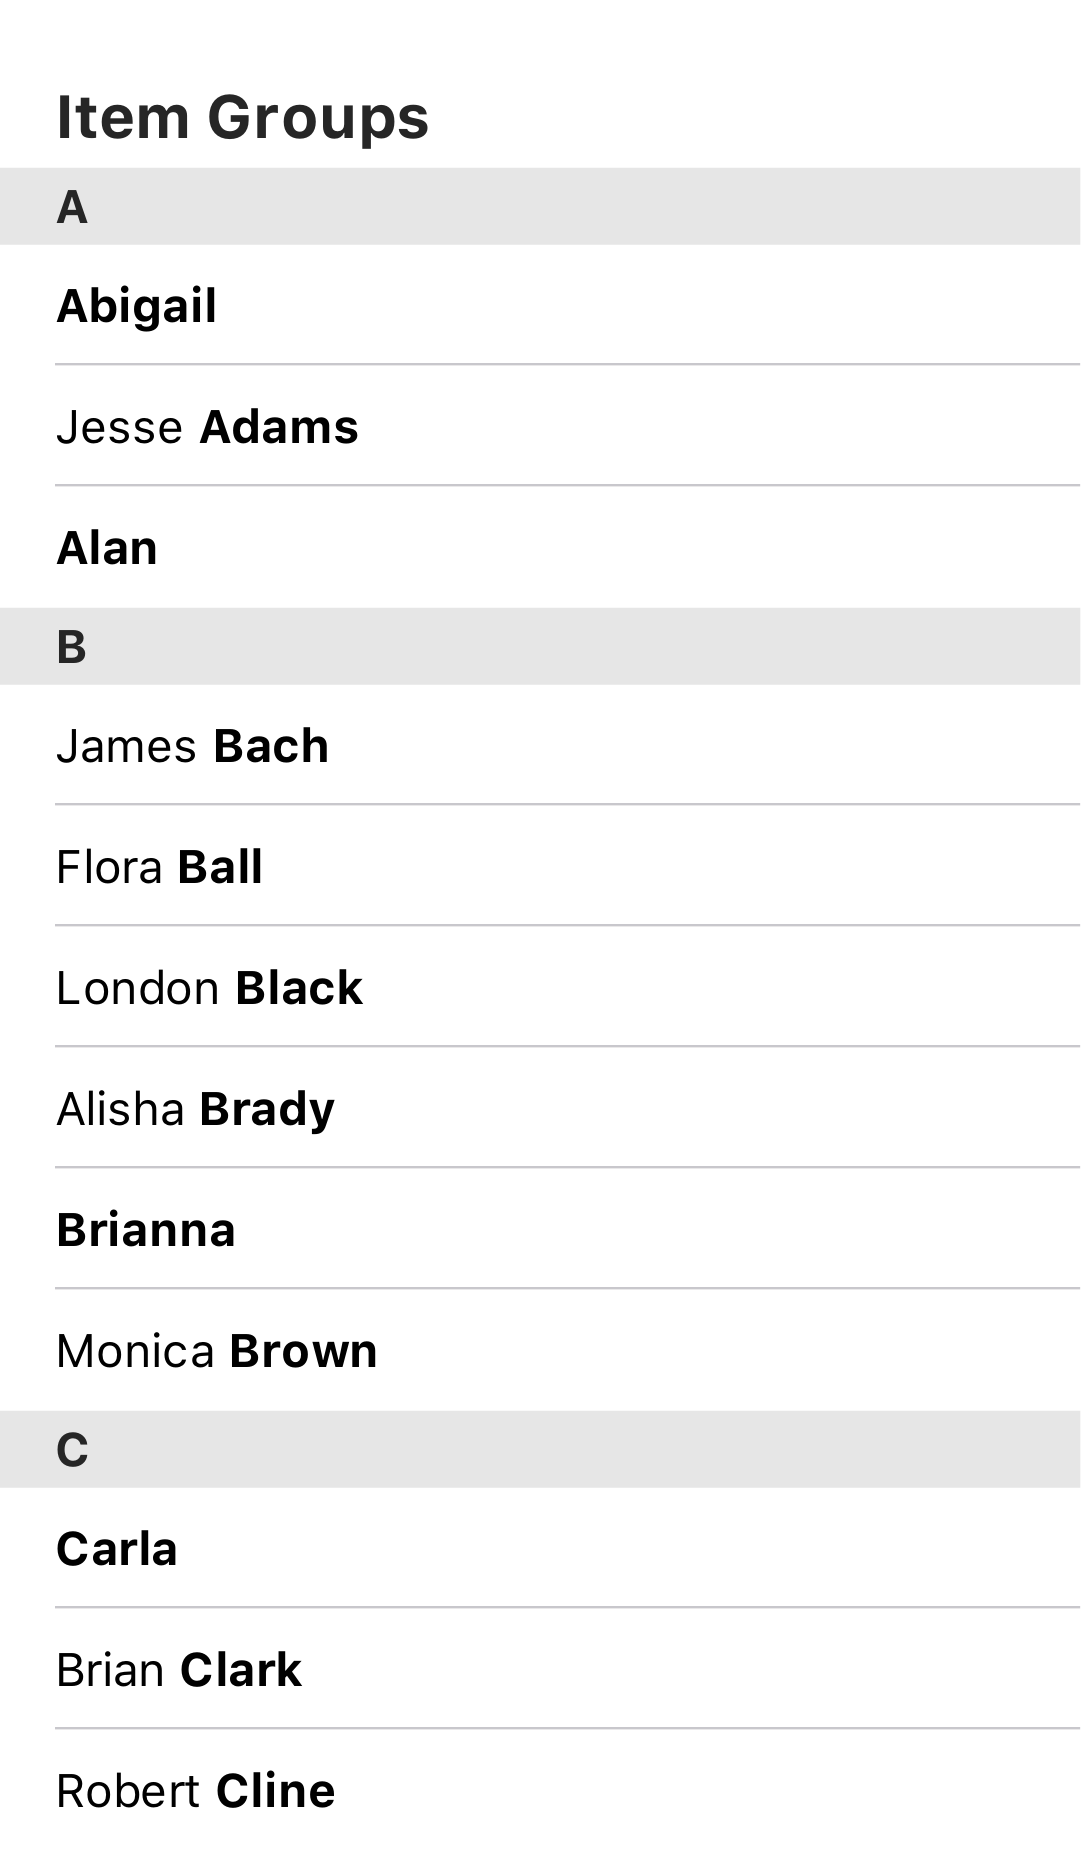 Item Groups
A
Abigail
Jesse Adams
Alan
B
James Bach
Flora Ball
London Black
Alisha Brady
Brianna
Monica Brown
C
Carla
Brian Clark
Robert Cline